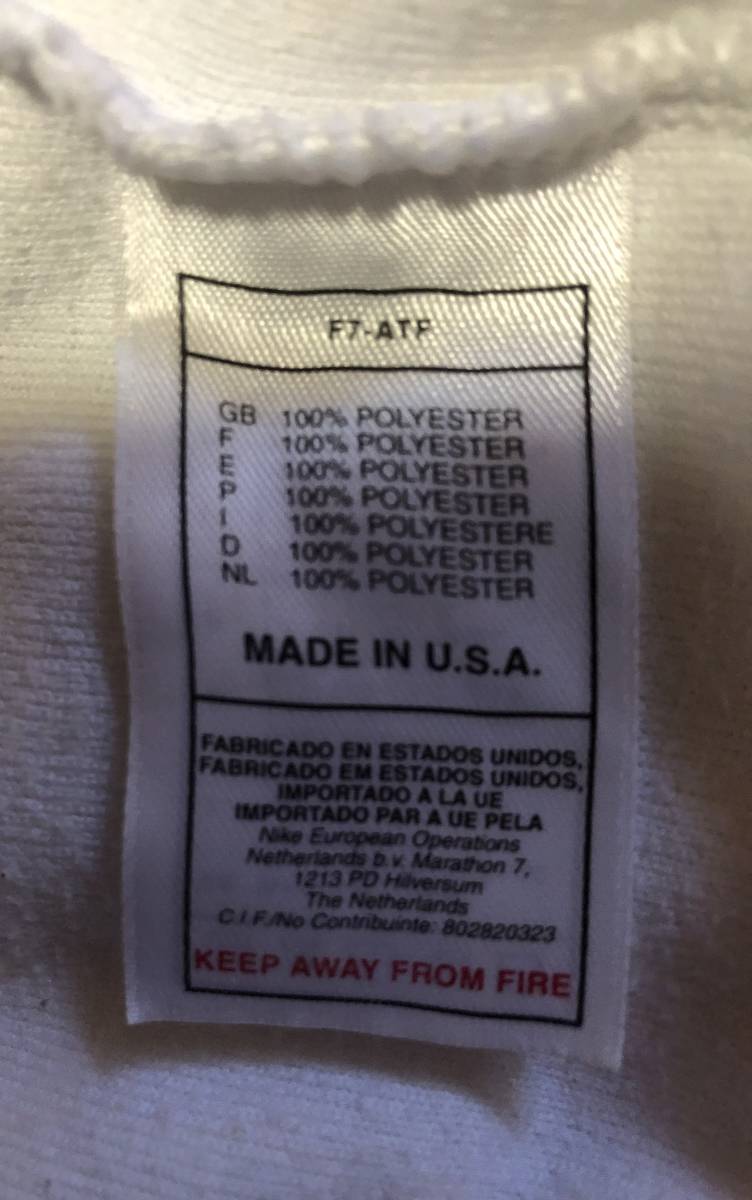 F7-ATF
GB 100% POLYESTER
F 100% POLYESTER
E 100% POLYESTER
P 100% POLYESTER
I 100% POLYESTERE
D 100% POLYESTER
NL 100% POLYESTER
MADE IN U.S.A.
FABRICADO EN ESTADOS UNIDOS,
FABRICADO EM ESTADOS UNIDOS,
IMPORTADO A LA UE
IMPORTADO PAR A UE PELA
Nike European Operations
Netherlands b.v. Marathon 7,
1213 PD Hilversum
The Netherlands
C.I.F./No Contribuinte: 802820323
KEEP AWAY FROM FIRE